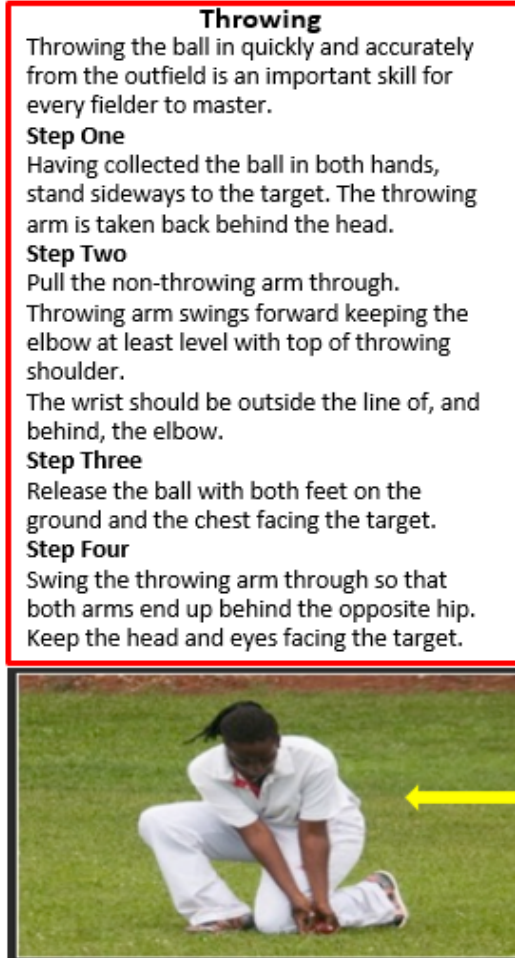 Throwing
Throwing the ball in quickly and accurately
from the outfield is an important skill for
every fielder to master.
Step One
Having collected the ball in both hands,
stand sideways to the target. The throwing
arm is taken back behind the head.
Step Two
Pull the non-throwing arm through.
Throwing arm swings forward keeping the
elbow at least level with top of throwing
shoulder.
The wrist should be outside the line of, and
behind, the elbow.
Step Three
Release the ball with both feet on the
ground and the chest facing the target.
Step Four
Swing the throwing arm through so that
both arms end up behind the opposite hip.
Keep the head and eyes facing the target.